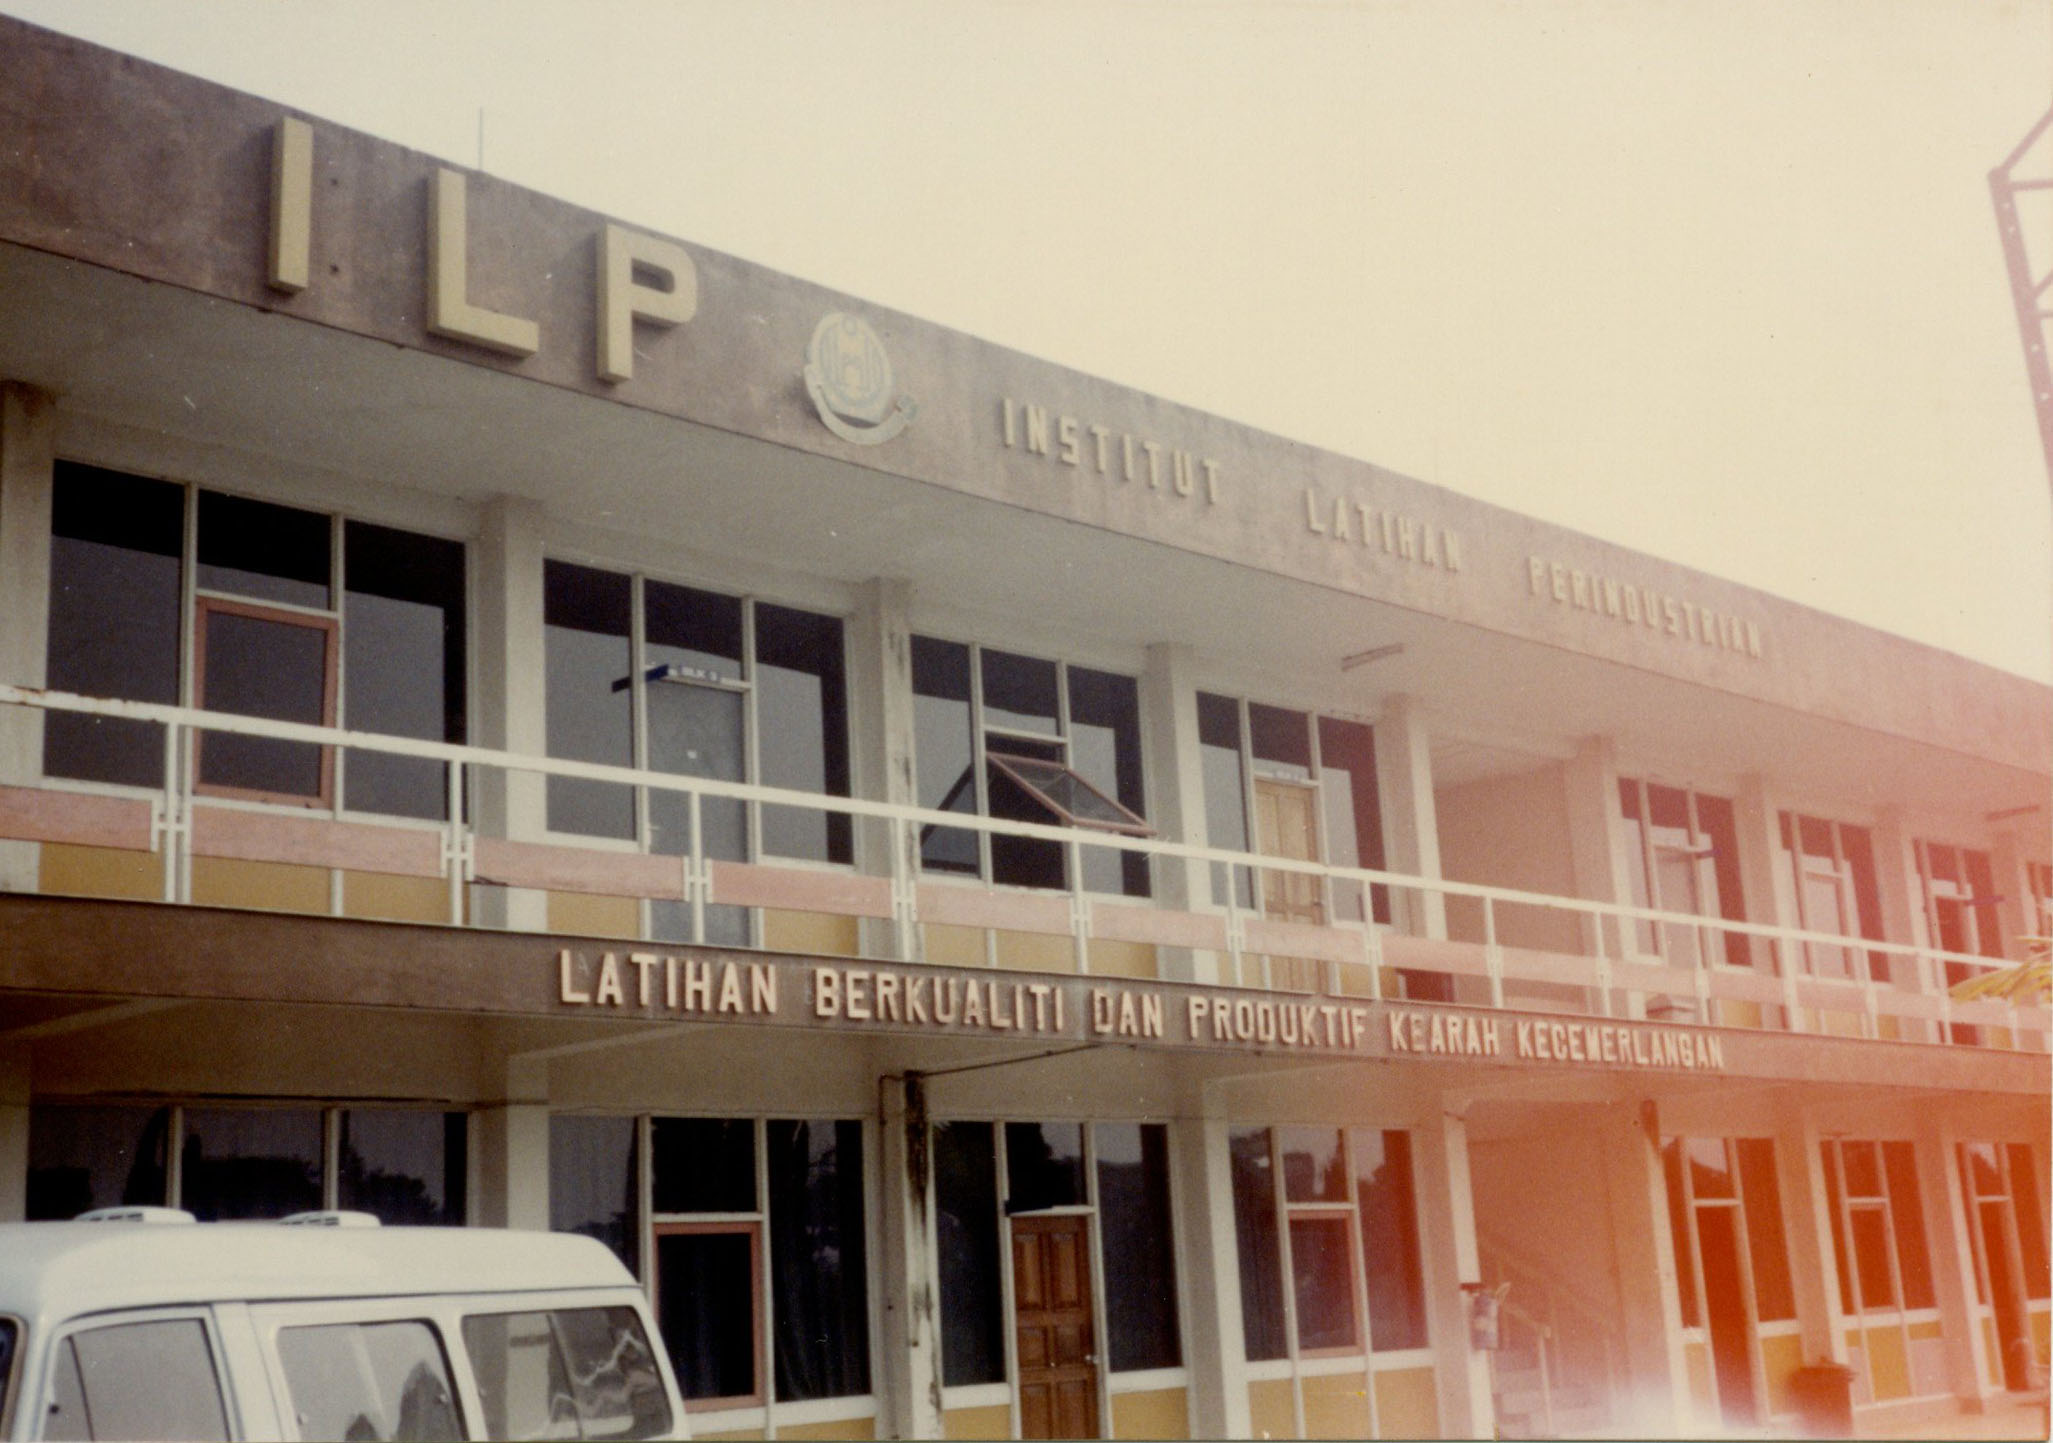 ILP INSTITUT LATIHAN PERINDUSTRIAN
LATIHAN BERKUALITI DAN PRODUKTIF KEARAH KECEMERLANGAN